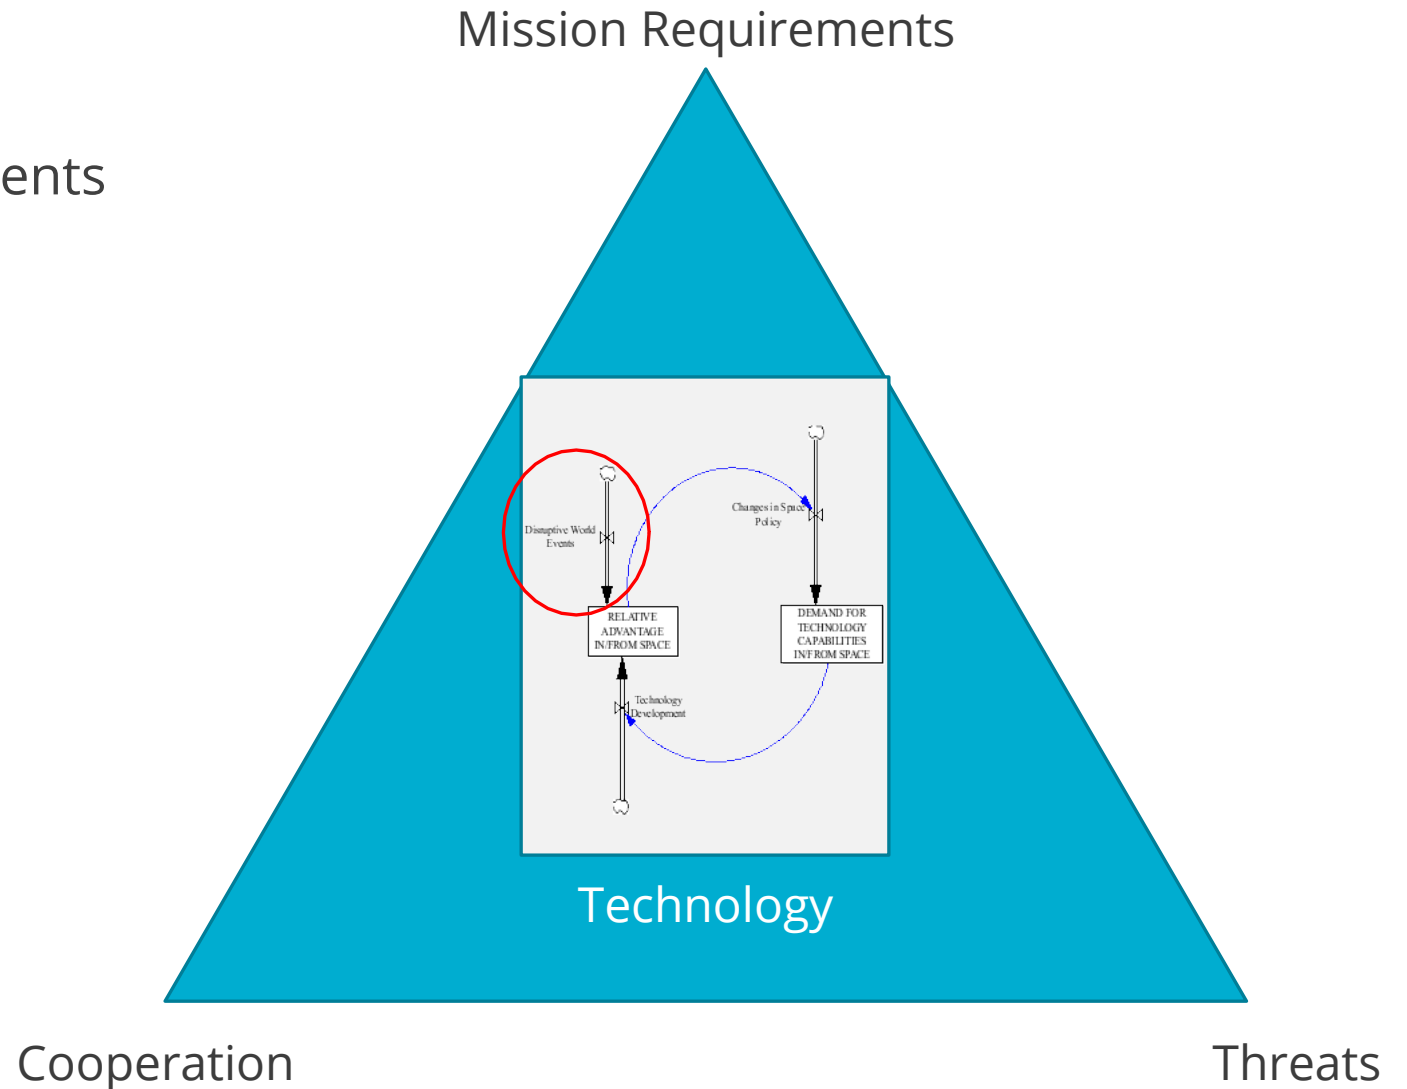 Mission Requirements
ents
Disruptive World
Events
Changes in Space
Policy
RELATIVE
ADVANTAGE
IN/FROM SPACE
DEMAND FOR
TECHNOLOGY
CAPABILITIES
IN/FROM SPACE
Technology
Development
Technology
Cooperation
Threats